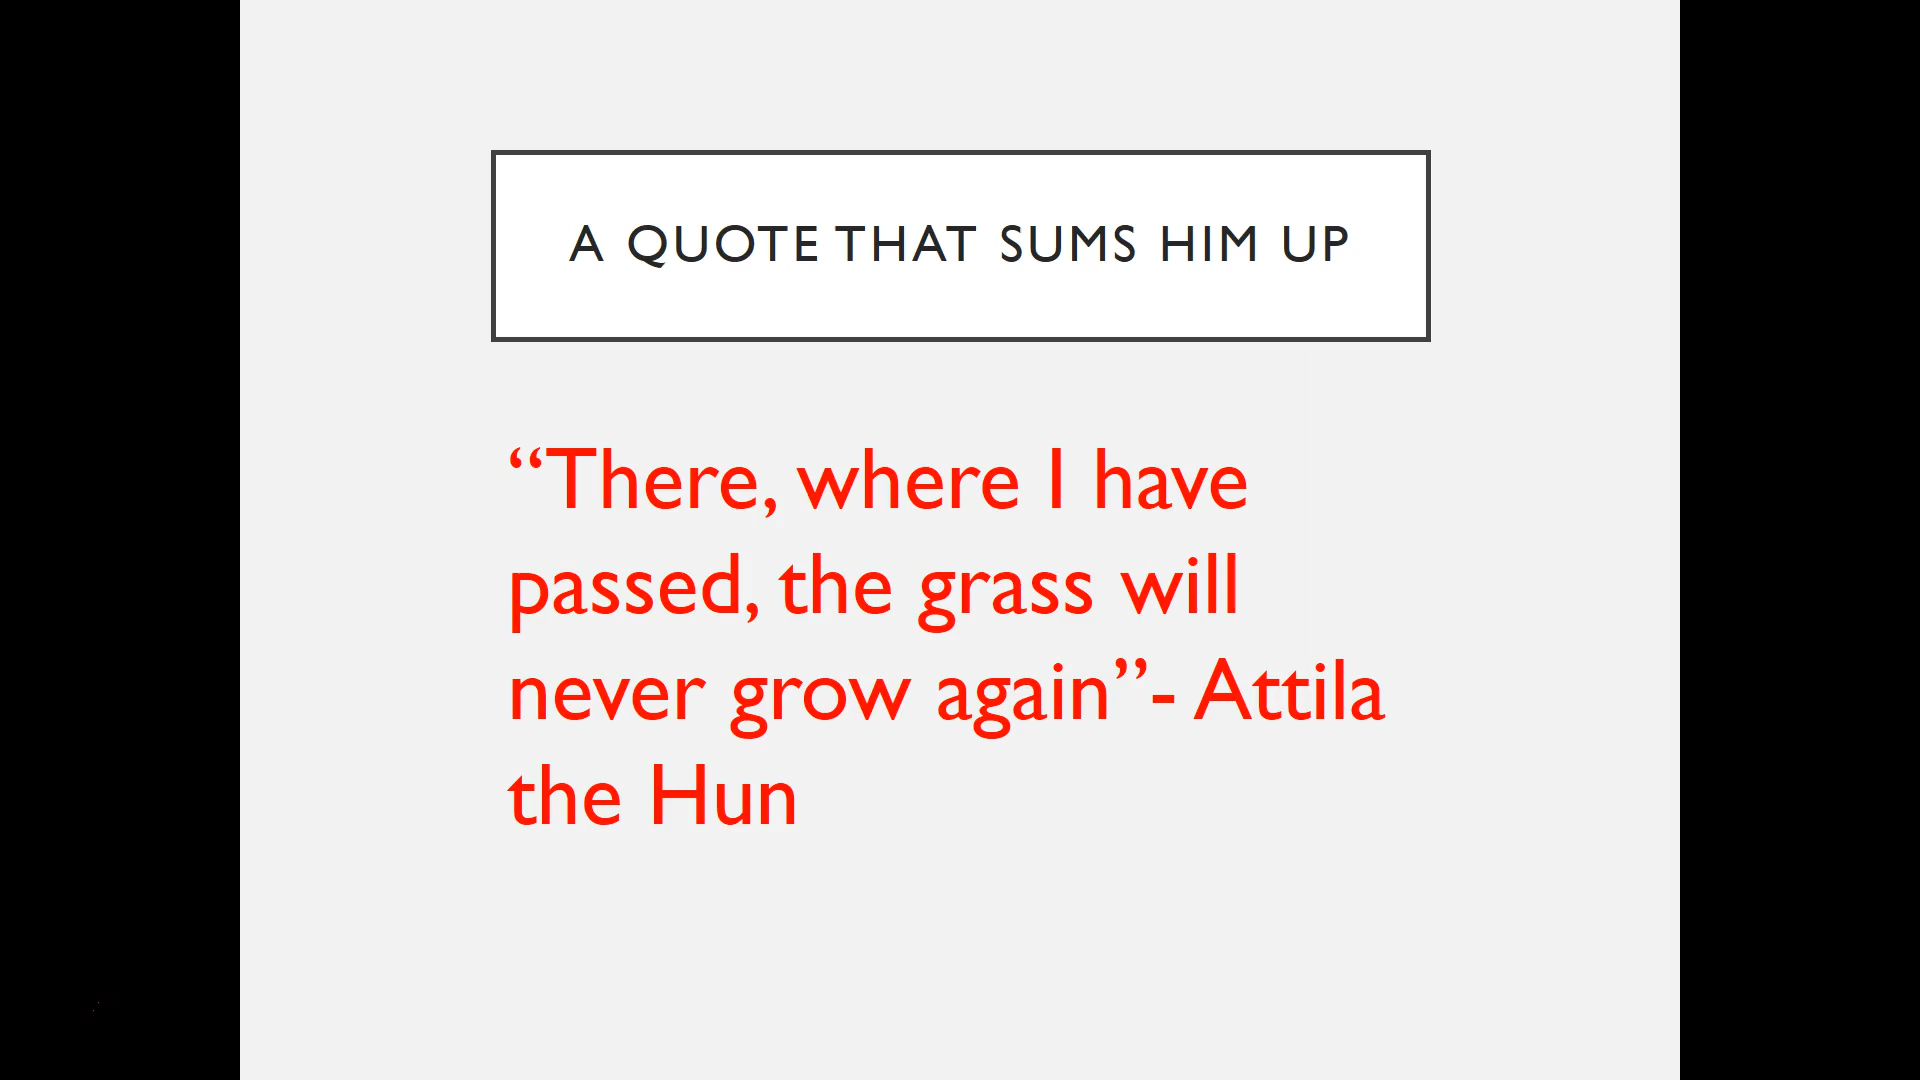 A QUOTE THAT SUMS HIM UP
“There, where I have
passed, the grass will
never grow again”- Attila
the Hun